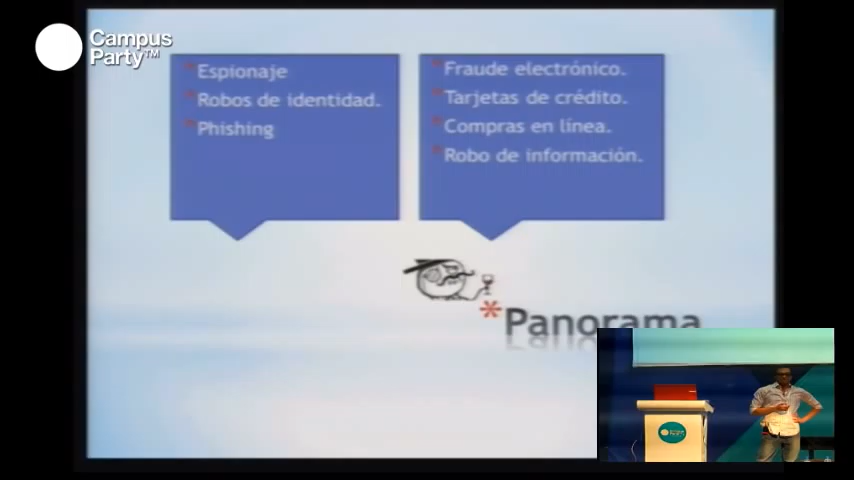 Campus
Party™
*Espionaje
*Robos de identidad.
*Phishing
*Fraude electrónico.
*Tarjetas de crédito.
*Compras en línea.
*Robo de información.
*Panorama